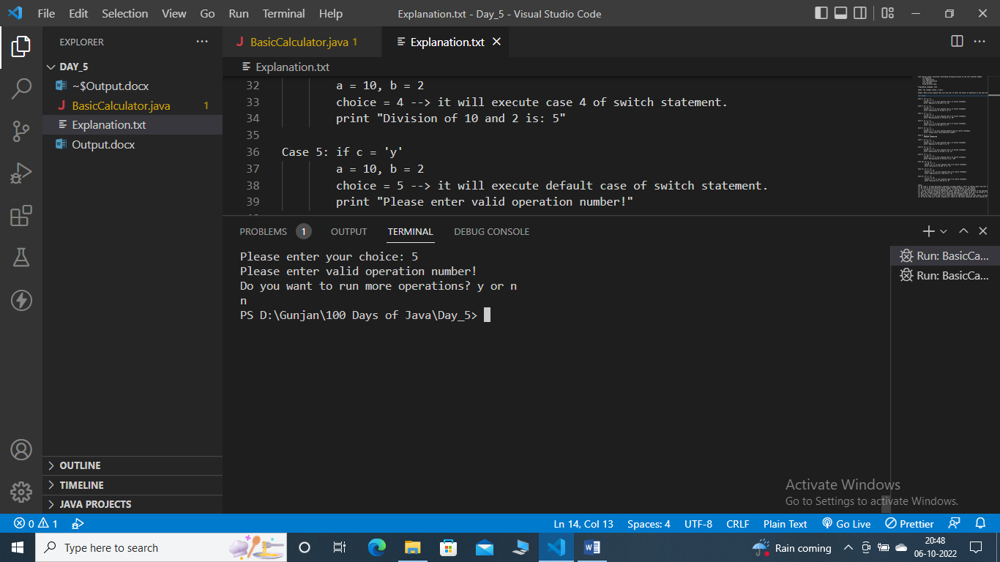 File Edit Selection View Go Run Terminal Help Explanation.txt - Day_5 - Visual Studio Code
EXPLORER
DAY_5
~$Output.docx
BasicCalculator.java 1
Explanation.txt
Output.docx
OUTLINE
TIMELINE
JAVA PROJECTS
BasicCalculator.java 1 Explanation.txt
Explanation.txt
32 a = 10, b = 2
33 choice = 4 --> it will execute case 4 of switch statement.
34 print "Division of 10 and 2 is: 5"
35
36 Case 5: if c = 'y'
37 a = 10, b = 2
38 choice = 5 --> it will execute default case of switch statement.
39 print "Please enter valid operation number!"
PROBLEMS 1 OUTPUT TERMINAL DEBUG CONSOLE
Please enter your choice: 5
Please enter valid operation number!
Do you want to run more operations? y or n
n
PS D:\Gunjan\100 Days of Java\Day_5>
Run: BasicCa...
Run: BasicCa...
Activate Windows
Go to Settings to activate Windows.
0 1 Ln 14, Col 13 Spaces: 4 UTF-8 CRLF Plain Text Go Live Prettier
Type here to search
Rain coming
20:48
06-10-2022